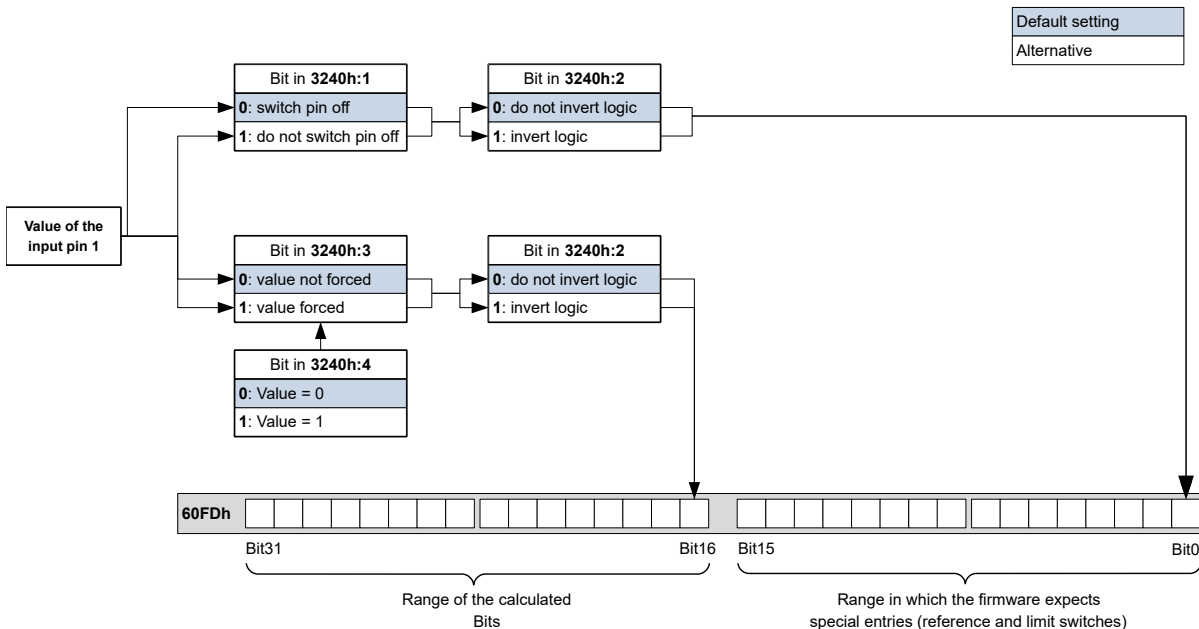 Default setting
Alternative
Bit in 3240h:1
0: switch pin off
1: do not switch pin off
Bit in 3240h:2
0: do not invert logic
1: invert logic
Value of the
input pin 1
Bit in 3240h:3
0: value not forced
1: value forced
Bit in 3240h:2
0: do not invert logic
1: invert logic
Bit in 3240h:4
0: Value = 0
1: Value = 1
60FDh
Bit31
Bit16
Bit15
Bit0
Range of the calculated
Bits
Range in which the firmware expects
special entries (reference and limit switches)